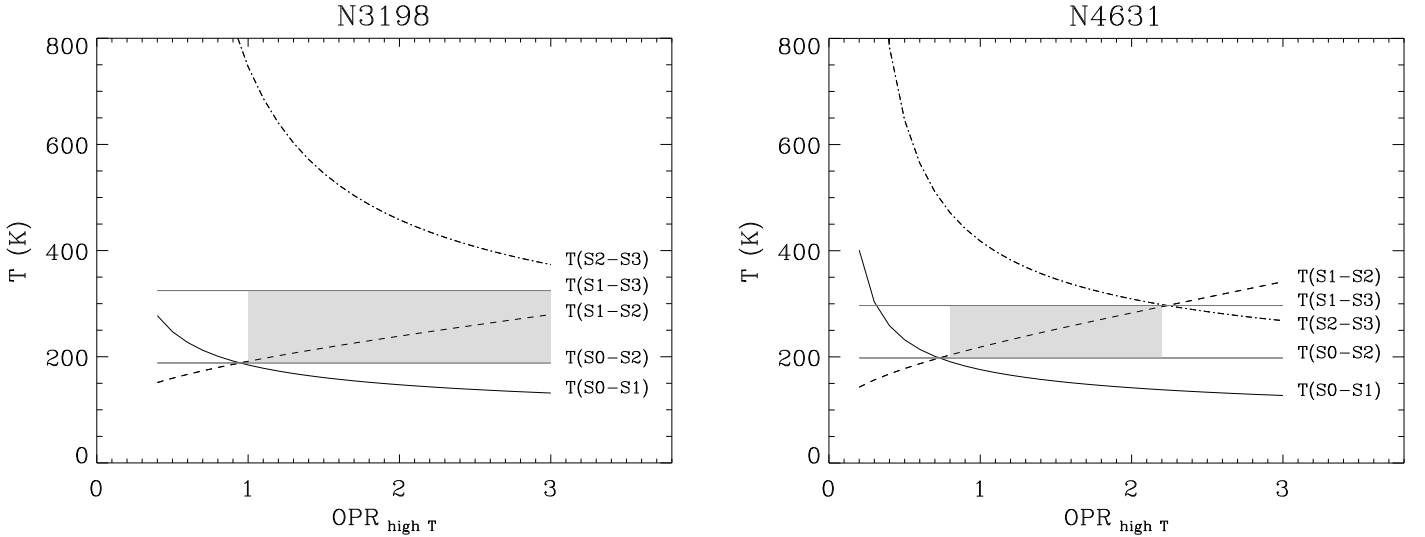 N3198
800
600
400
200
0
T (K)
T(S2−S3)
T(S1−S3)
T(S1−S2)
T(S0−S2)
T(S0−S1)
0 1 2 3
OPR high T
N4631
800
600
400
200
0
T (K)
T(S1−S2)
T(S1−S3)
T(S2−S3)
T(S0−S2)
T(S0−S1)
0 1 2 3
OPR high T